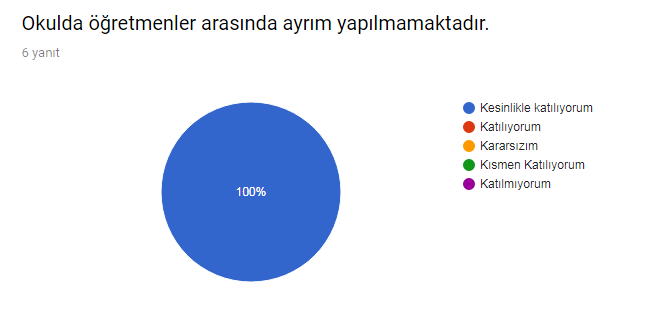 Okulda öğretmenler arasında ayrım yapılmamaktadır.
6 yanıt
100%
Kesinlikle katılıyorum
Katılıyorum
Kararsızım
Kısmen Katılıyorum
Katılmıyorum